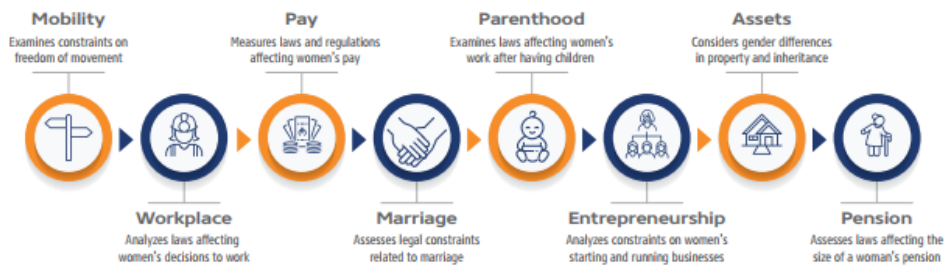 Mobility
Examines constraints on
freedom of movement
Pay
Measures laws and regulations
affecting women's pay
Parenthood
Examines laws affecting women's
work after having children
Assets
Considers gender differences
in property and inheritance
Workplace
Analyzes laws affecting
women's decisions to work
Marriage
Assesses legal constraints
related to marriage
Entrepreneurship
Analyzes constraints on women's
starting and running businesses
Pension
Assesses laws affecting the
size of a woman's pension